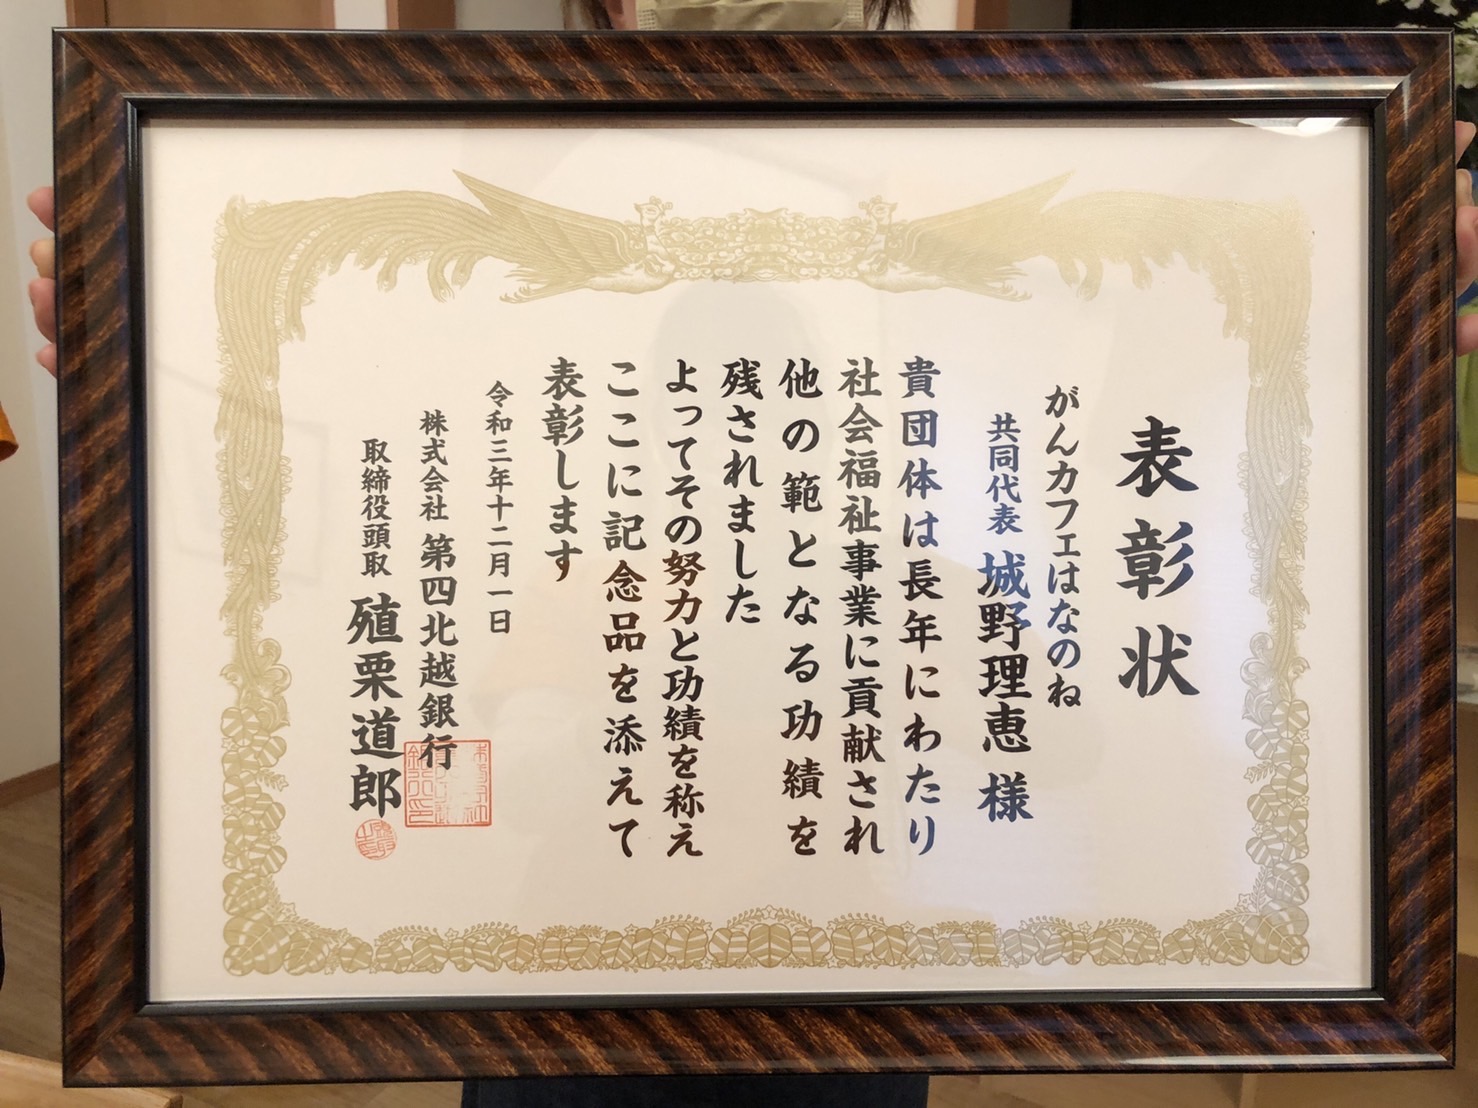 表彰状
がんカフェはなのね
共同代表 城野理恵 様
貴団体は長年にわたり
社会福祉事業に貢献され
他の範となる功績を
残されました
よってその努力と功績を称え
ここに記念品を添えて
表彰します
令和三年十二月一日
株式会社 第四北越銀行
取締役頭取 殖栗道郎